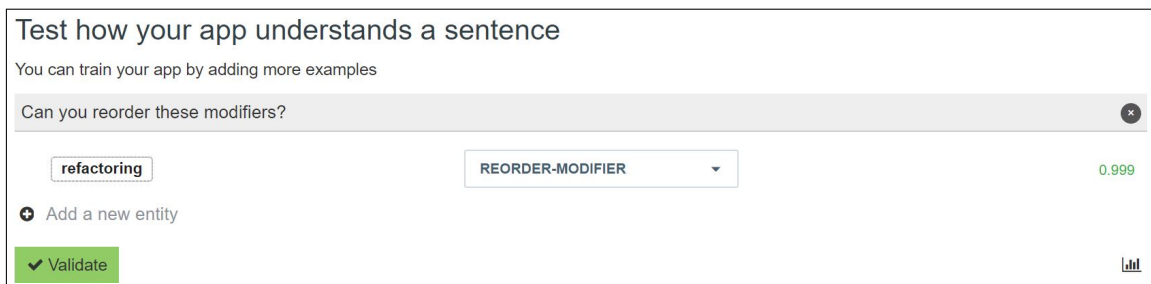 Test how your app understands a sentence
You can train your app by adding more examples
Can you reorder these modifiers?
refactoring REORDER-MODIFIER 0.999
Add a new entity
Validate